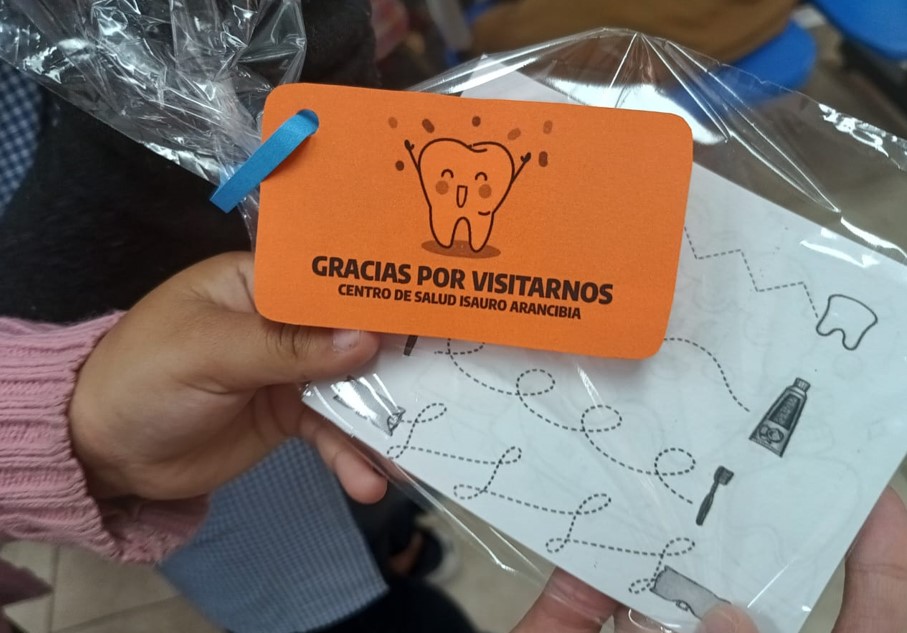 GRACIAS POR VISITARNOS
CENTRO DE SALUD ISAURO ARANCIBIA